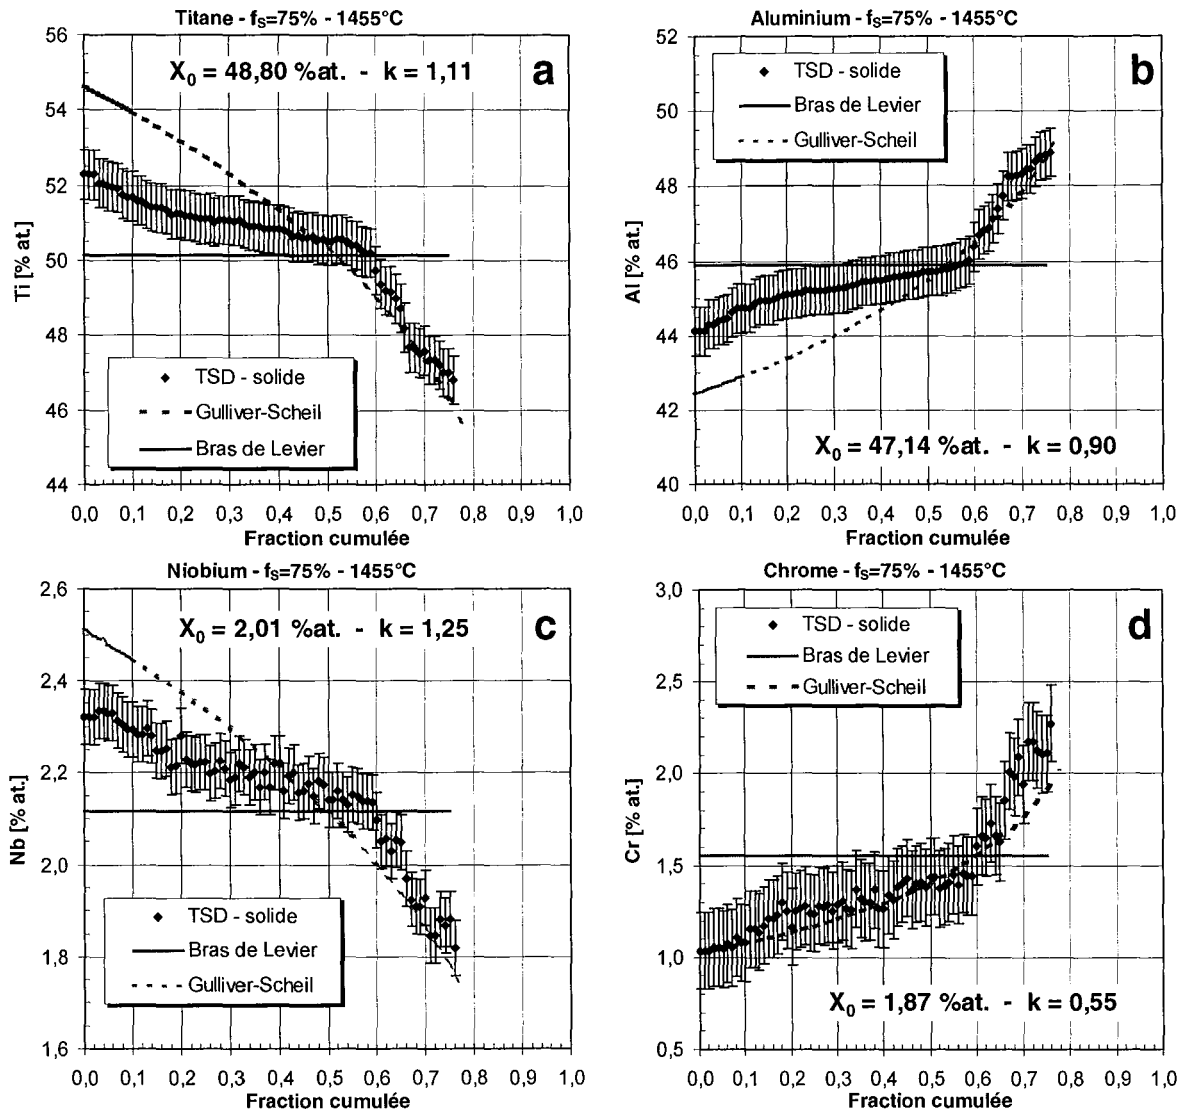 Titane - fS=75% - 1455°C
X0 = 48,80 %at. - k = 1,11
a
Ti [% at.]
56
54
52
50
48
46
44
TSD - solide
Gulliver-Scheil
Bras de Levier
0,0 0,1 0,2 0,3 0,4 0,5 0,6 0,7 0,8 0,9 1,0
Fraction cumulée
Aluminium - fS=75% - 1455°C
b
Al [% at.]
52
50
48
46
44
42
40
TSD - solide
Bras de Levier
Gulliver-Scheil
X0 = 47,14 %at. - k = 0,90
0,0 0,1 0,2 0,3 0,4 0,5 0,6 0,7 0,8 0,9 1,0
Fraction cumulée
Niobium - fS=75% - 1455°C
X0 = 2,01 %at. - k = 1,25
c
Nb [% at.]
2,6
2,4
2,2
2,0
1,8
1,6
TSD - solide
Bras de Levier
Gulliver-Scheil
0,0 0,1 0,2 0,3 0,4 0,5 0,6 0,7 0,8 0,9 1,0
Fraction cumulée
Chrome - fS=75% - 1455°C
d
Cr [% at.]
3,0
2,5
2,0
1,5
1,0
0,5
TSD - solide
Bras de Levier
Gulliver-Scheil
X0 = 1,87 %at. - k = 0,55
0,0 0,1 0,2 0,3 0,4 0,5 0,6 0,7 0,8 0,9 1,0
Fraction cumulée